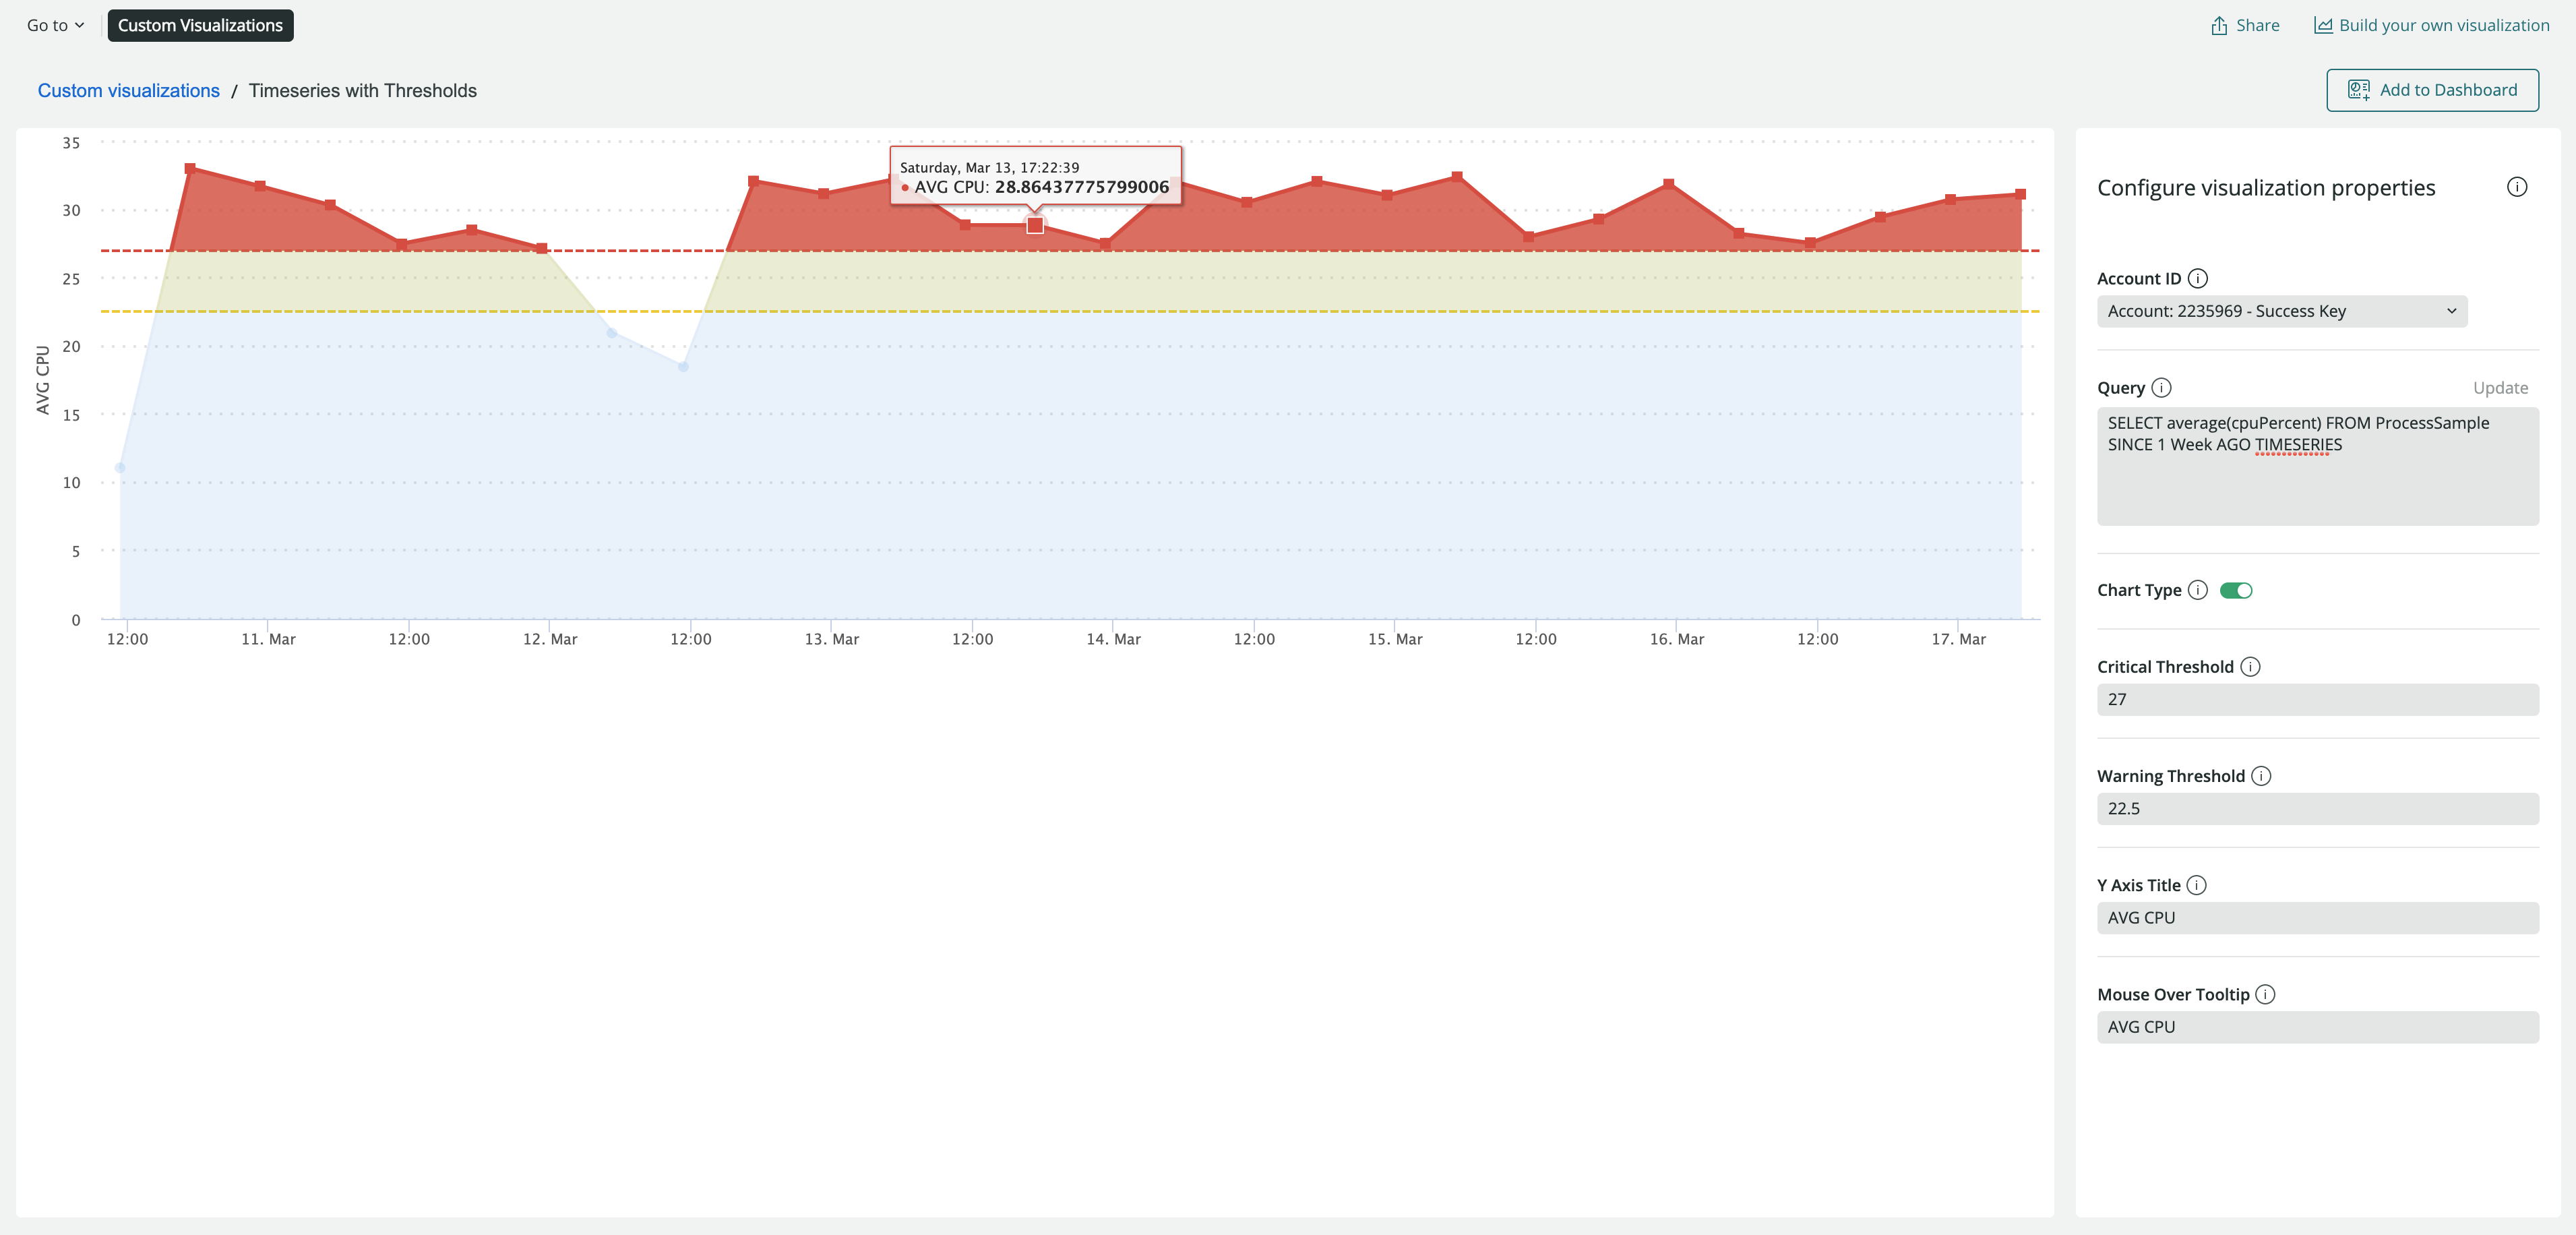 Go to
Custom Visualizations
Share
Build your own visualization
Custom visualizations / Timeseries with Thresholds
Add to Dashboard
35
30
25
20
15
10
5
0
AVG CPU
Saturday, Mar 13, 17:22:39
AVG CPU: 28.86437775799006
12:00
11. Mar
12:00
12. Mar
12:00
13. Mar
12:00
14. Mar
12:00
15. Mar
12:00
16. Mar
12:00
17. Mar
Configure visualization properties
Account ID
Account: 2235969 - Success Key
Query
Update
SELECT average(cpuPercent) FROM ProcessSample
SINCE 1 Week AGO TIMESERIES
Chart Type
Critical Threshold
27
Warning Threshold
22.5
Y Axis Title
AVG CPU
Mouse Over Tooltip
AVG CPU